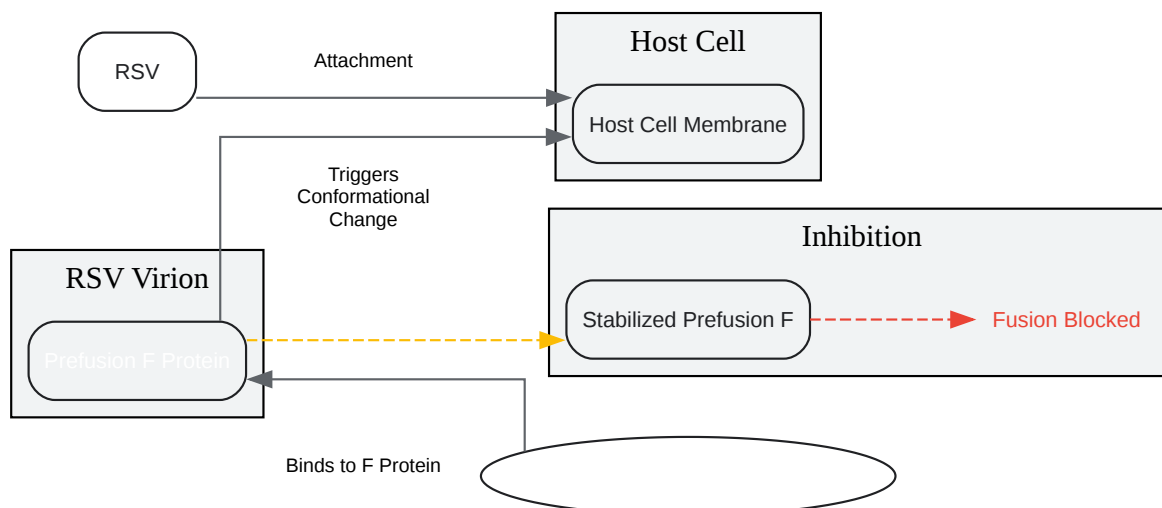 Host Cell
RSV
Attachment
Host Cell Membrane
Triggers
Conformational
Change
Inhibition
RSV Virion
Stabilized Prefusion F
Fusion Blocked
Prefusion F Protein
Binds to F Protein